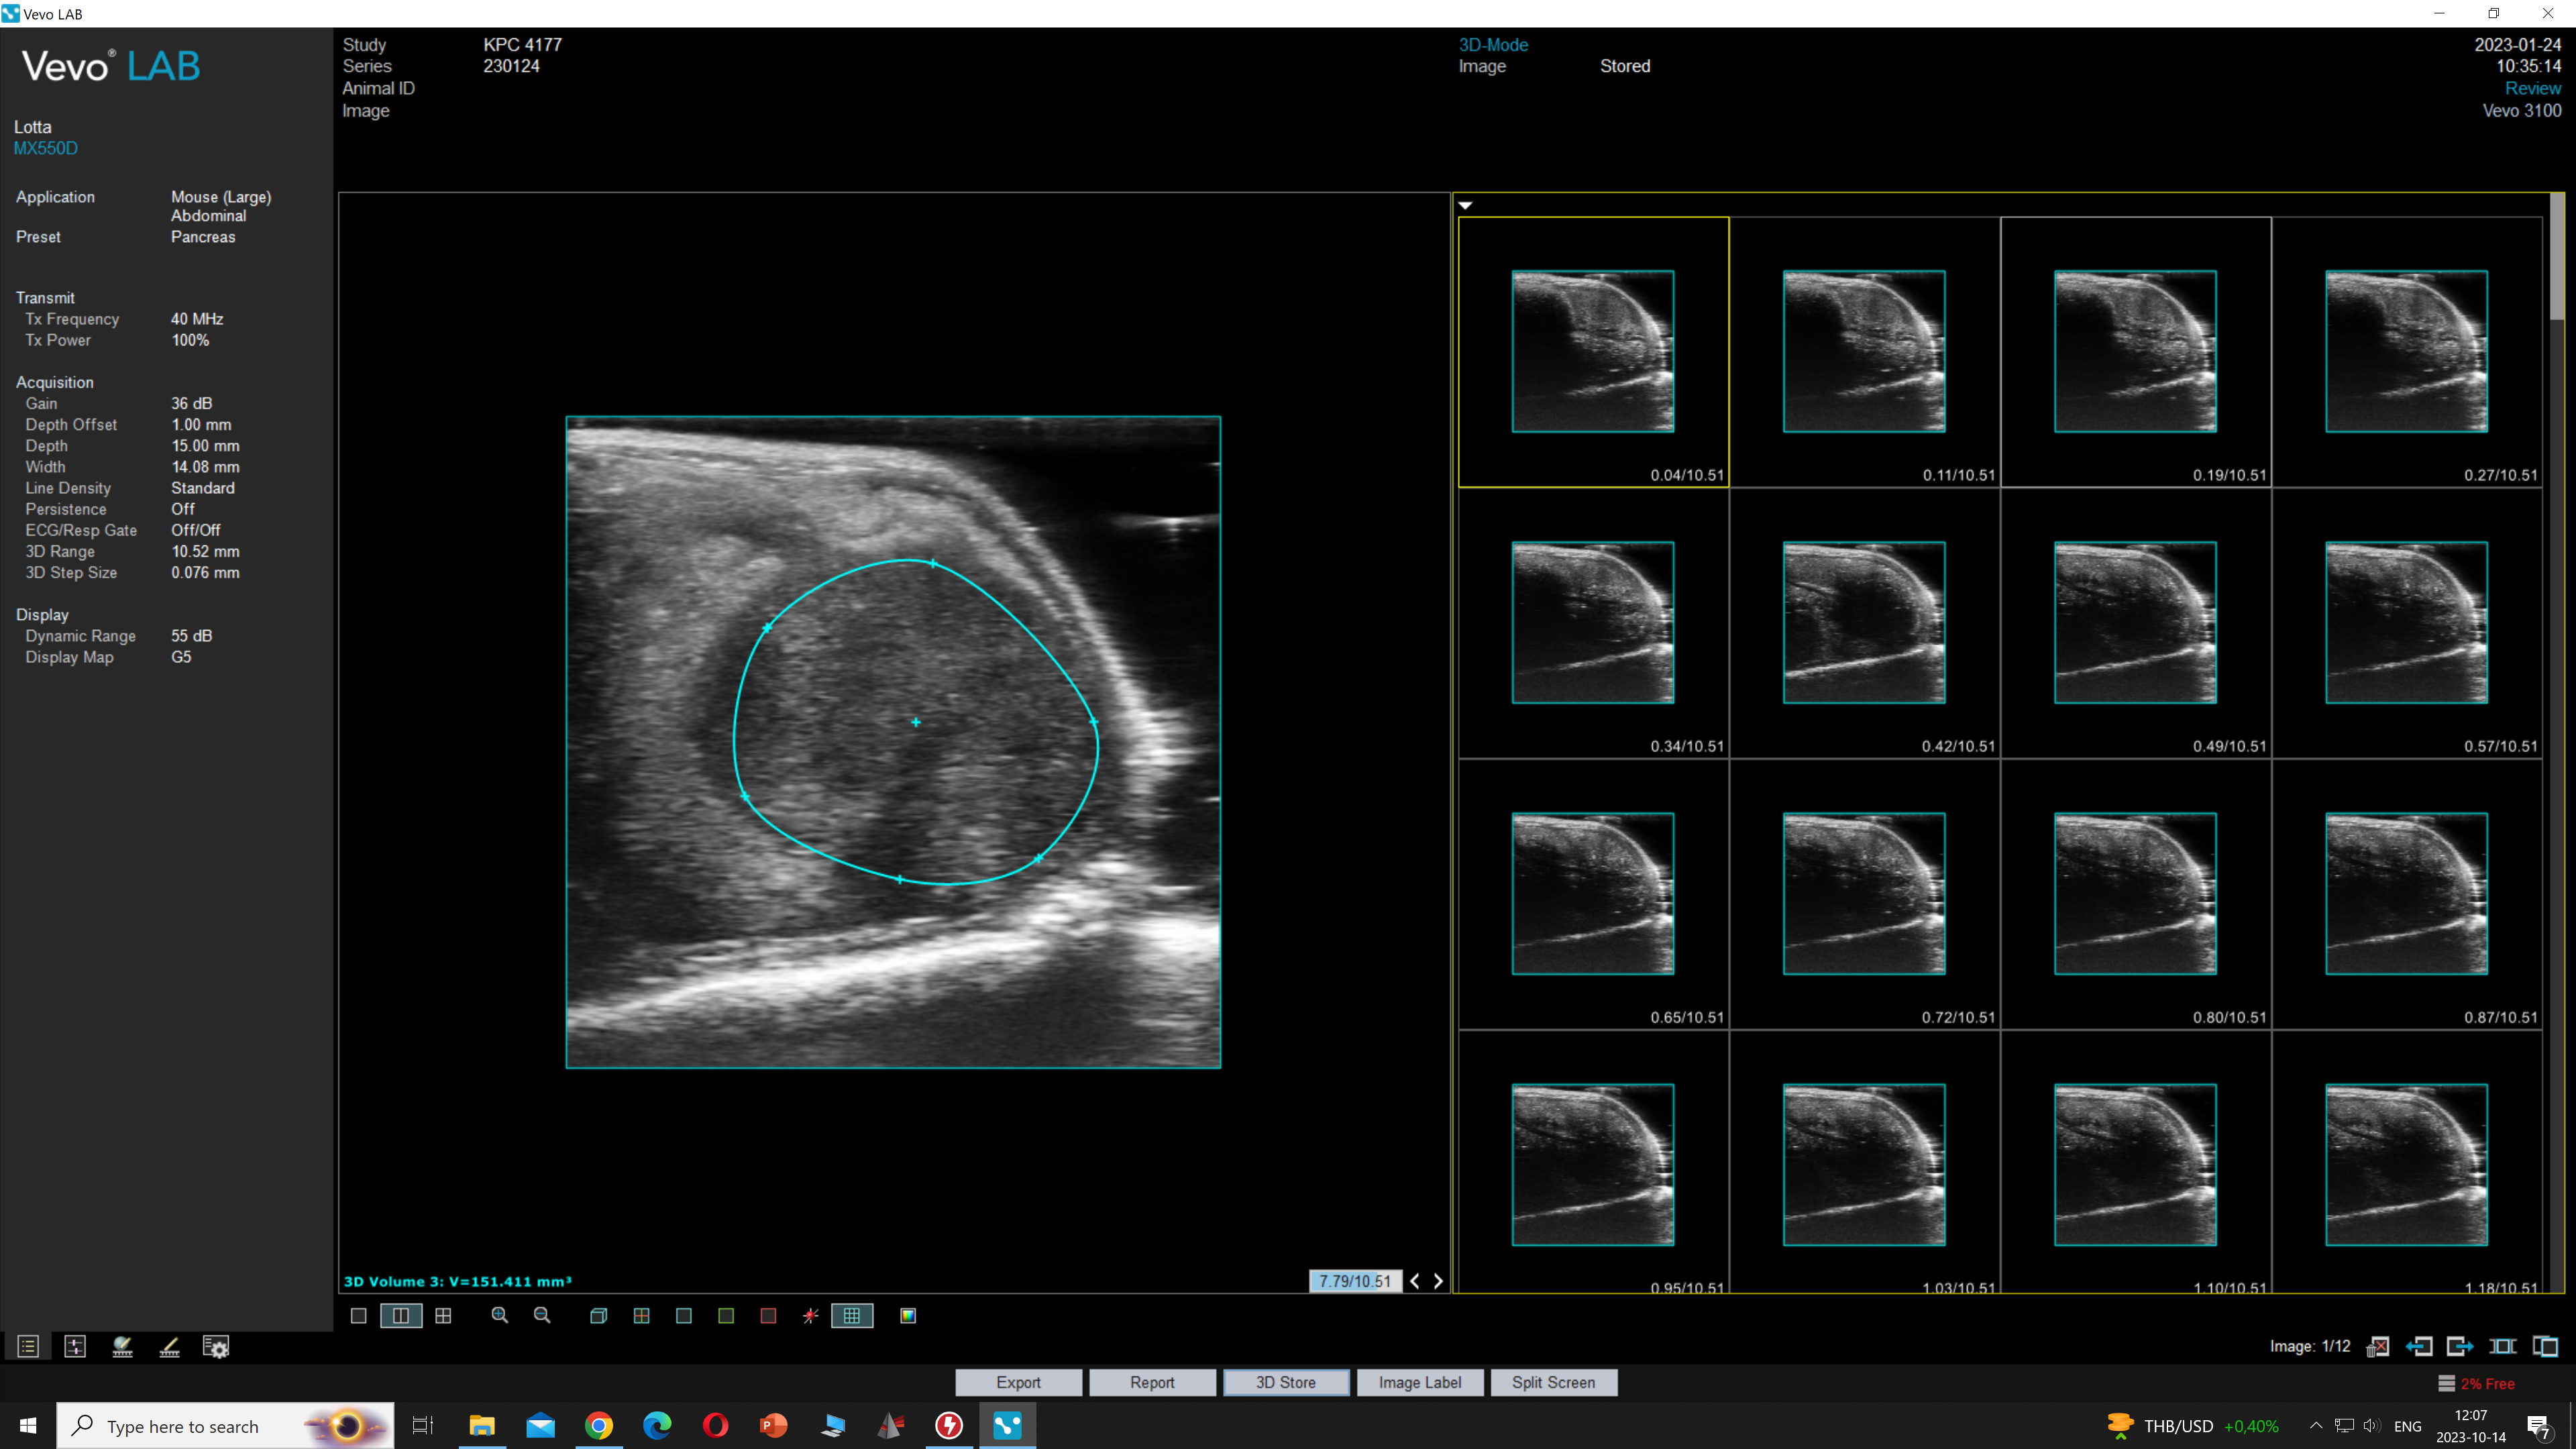 Vevo LAB
Vevo® LAB
Lotta
MX550D
Application Mouse (Large)
Abdominal
Preset Pancreas
Transmit
Tx Frequency 40 MHz
Tx Power 100%
Acquisition
Gain 36 dB
Depth Offset 1.00 mm
Depth 15.00 mm
Width 14.08 mm
Line Density Standard
Persistence Off
ECG/Resp Gate Off/Off
3D Range 10.52 mm
3D Step Size 0.076 mm
Display
Dynamic Range 55 dB
Display Map G5
Study KPC 4177
Series 230124
Animal ID
Image
3D-Mode
Image Stored
2023-01-24
10:35:14
Review
Vevo 3100
3D Volume 3: V=151.411 mm³
7.79/10.51
0.04/10.51 0.11/10.51 0.19/10.51 0.27/10.51
0.34/10.51 0.42/10.51 0.49/10.51 0.57/10.51
0.65/10.51 0.72/10.51 0.80/10.51 0.87/10.51
0.95/10.51 1.03/10.51 1.10/10.51 1.18/10.51
Image: 1/12
Export Report 3D Store Image Label Split Screen
2% Free
Type here to search
THB/USD +0,40%
ENG
12:07
2023-10-14
7